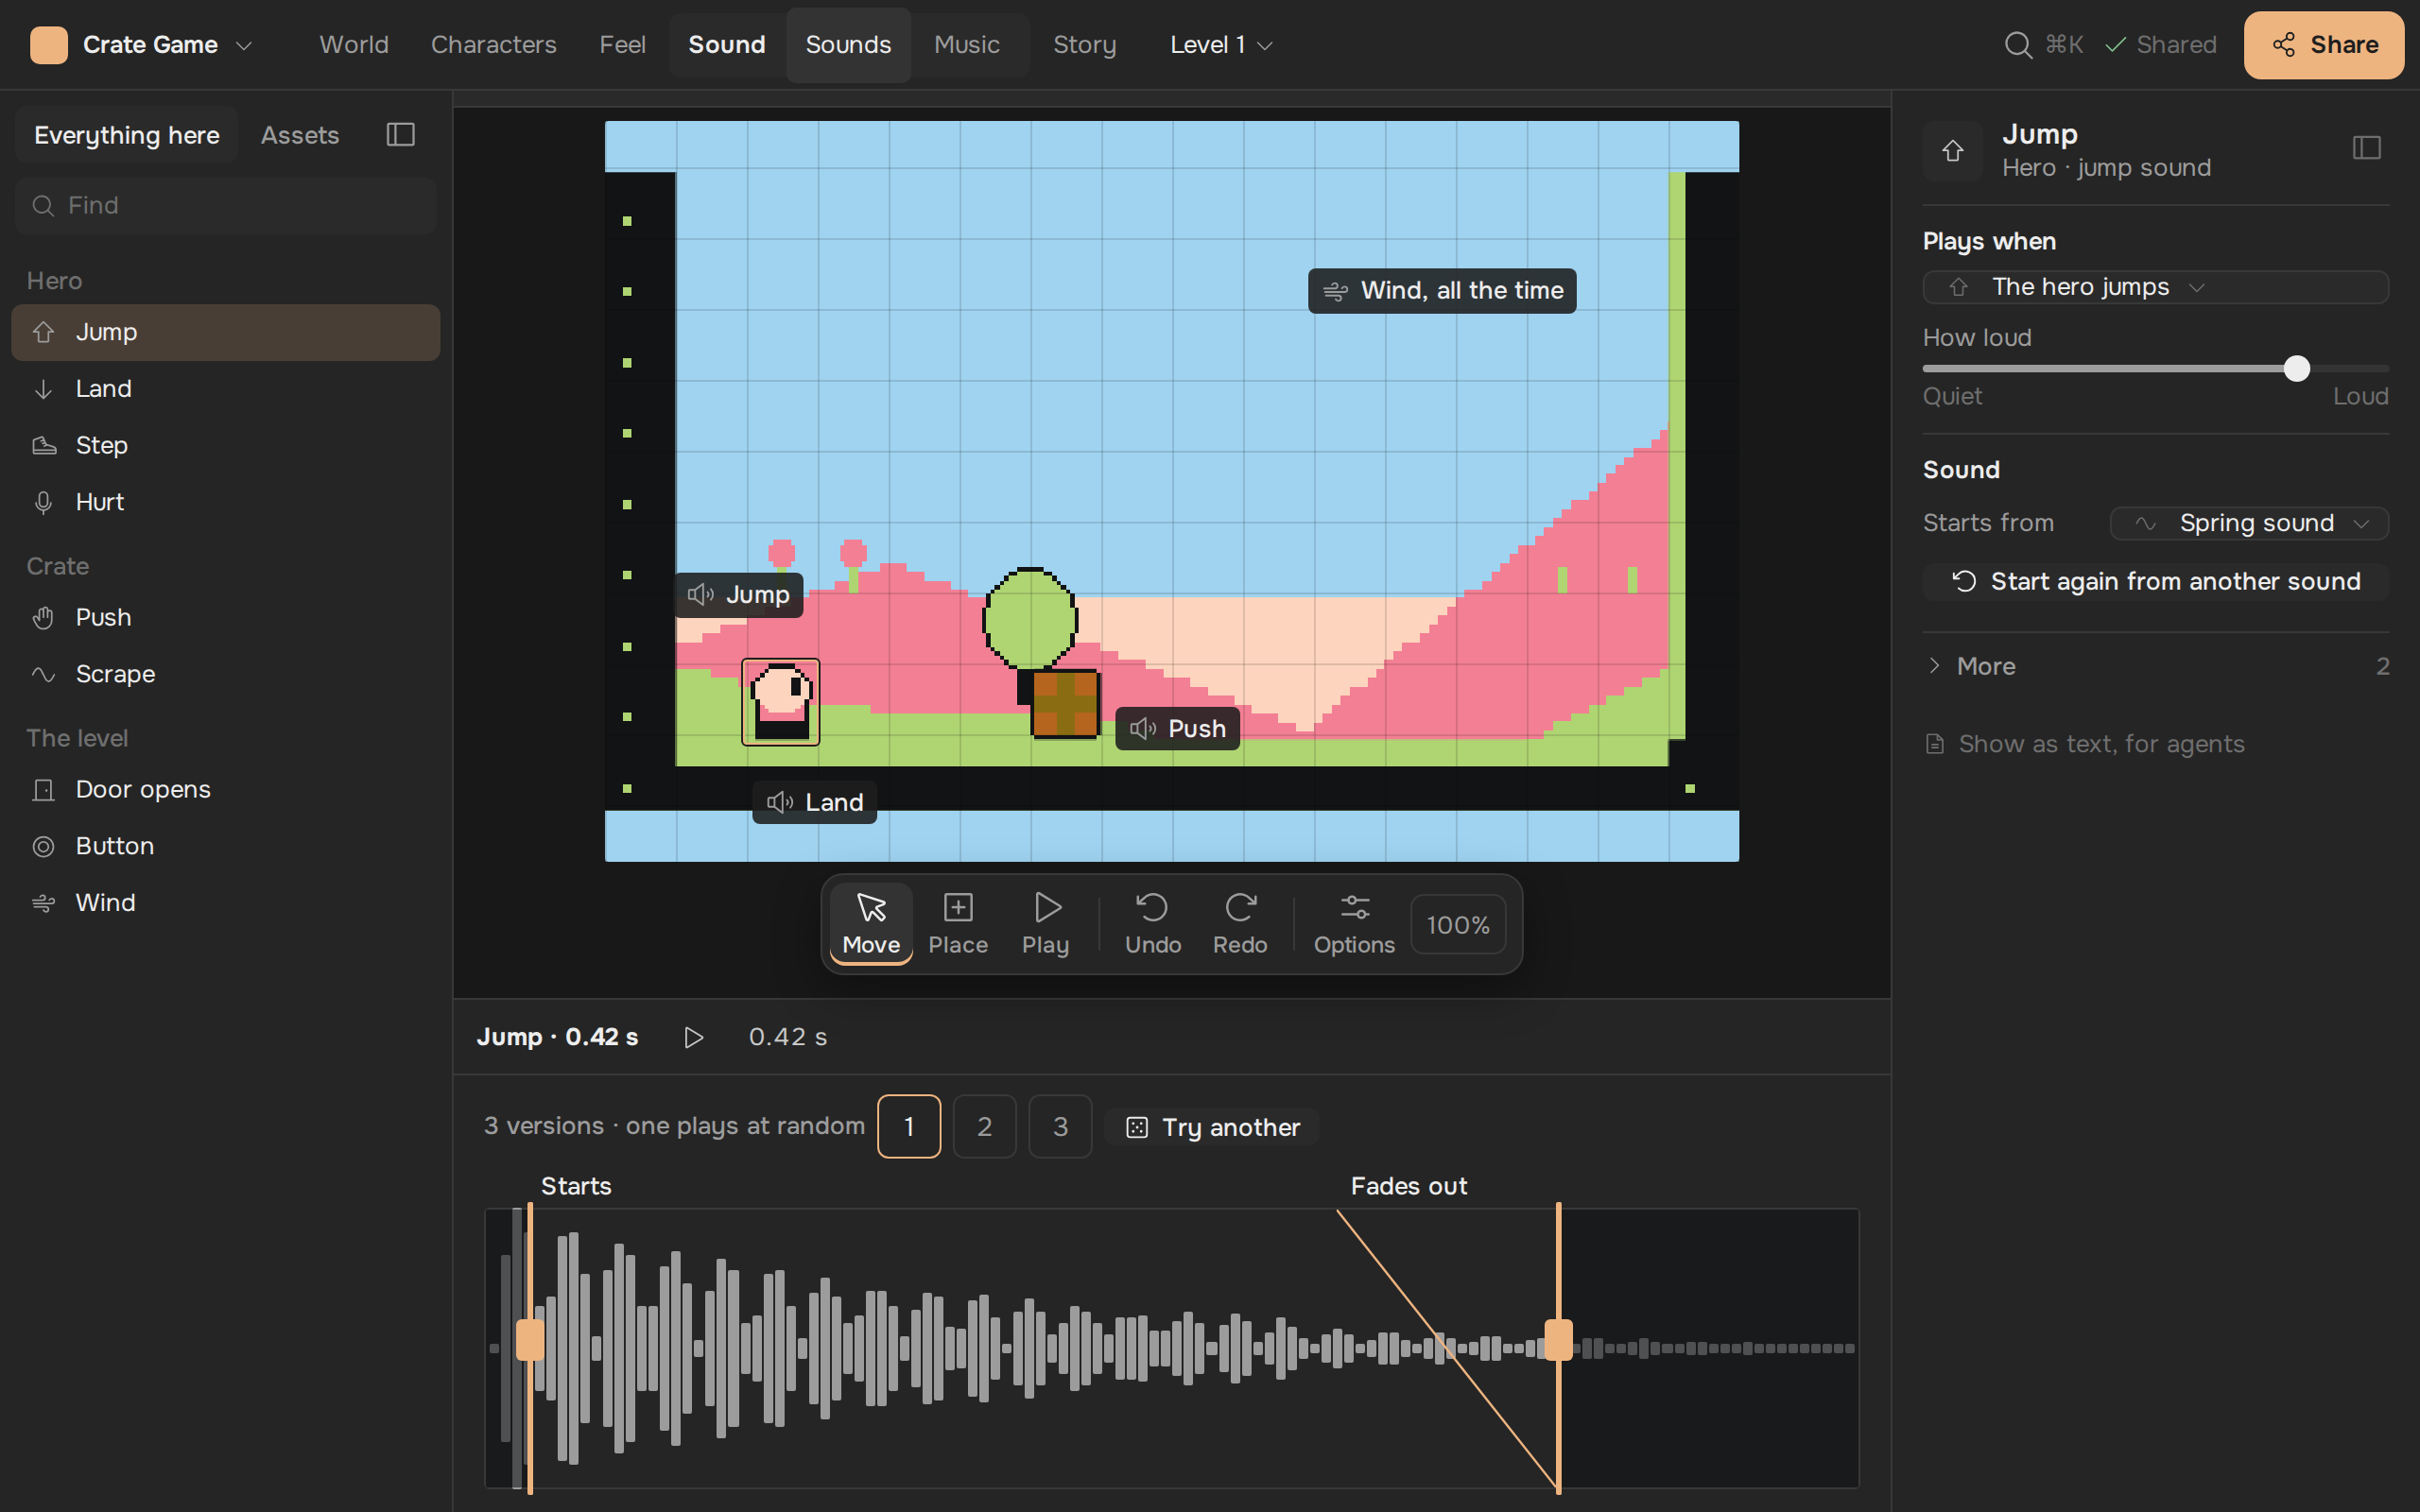 Crate Game World Characters Feel Sound Sounds Music Story Level 1 ⌘K Shared Share
Everything here Assets
Find
Hero
Jump
Land
Step
Hurt
Crate
Push
Scrape
The level
Door opens
Button
Wind
Wind, all the time
Jump
Push
Land
Move Place Play Undo Redo Options 100%
Jump · 0.42 s 0.42 s
3 versions · one plays at random 1 2 3 Try another
Starts Fades out
Jump
Hero · jump sound
Plays when
The hero jumps
How loud
Quiet Loud
Sound
Starts from Spring sound
Start again from another sound
More 2
Show as text, for agents